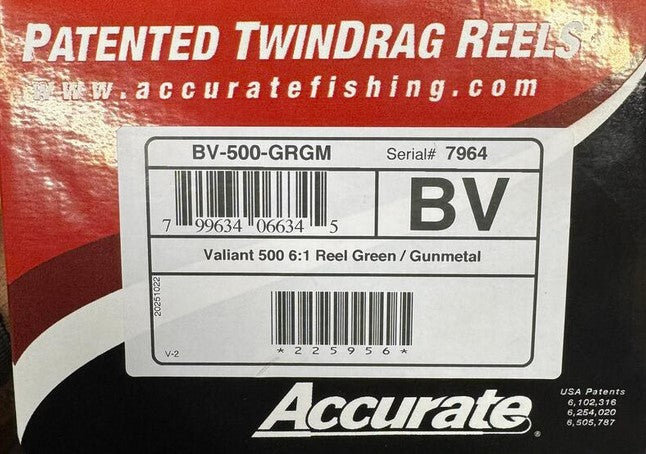 PATENTED TWINDRAG REELS
www.accuratefishing.com
BV-500-GRGM Serial# 7964
7 99634 06634 5
BV
Valiant 500 6:1 Reel Green / Gunmetal
20251022
*225956*
V-2
Accurate®
USA Patents
6,102,316
6,254,020
6,505,787